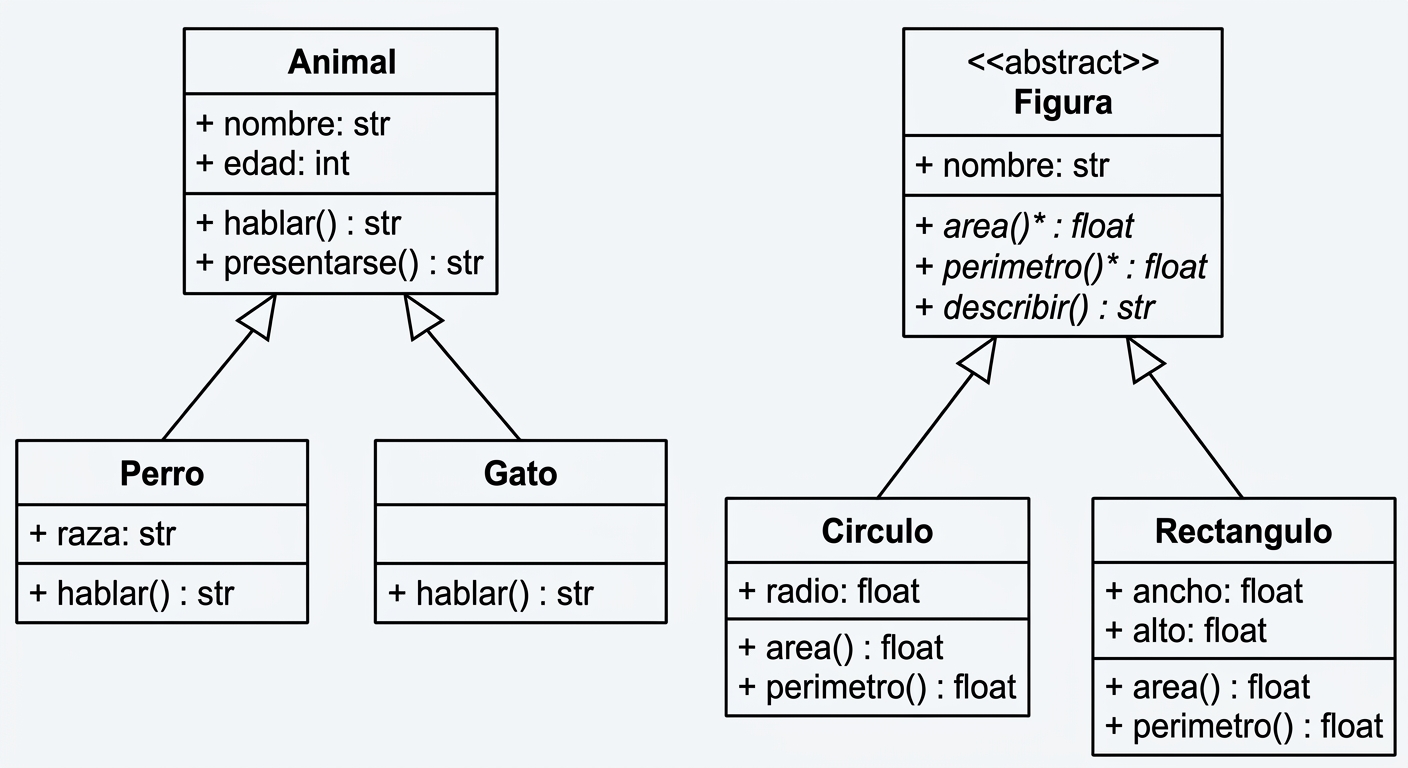 Animal
+ nombre: str
+ edad: int
+ hablar() : str
+ presentarse() : str
Perro
+ raza: str
+ hablar() : str
Gato
+ hablar() : str
<<abstract>>
Figura
+ nombre: str
+ area()* : float
+ perimetro()* : float
+ describir() : str
Circulo
+ radio: float
+ area() : float
+ perimetro() : float
Rectangulo
+ ancho: float
+ alto: float
+ area() : float
+ perimetro() : float